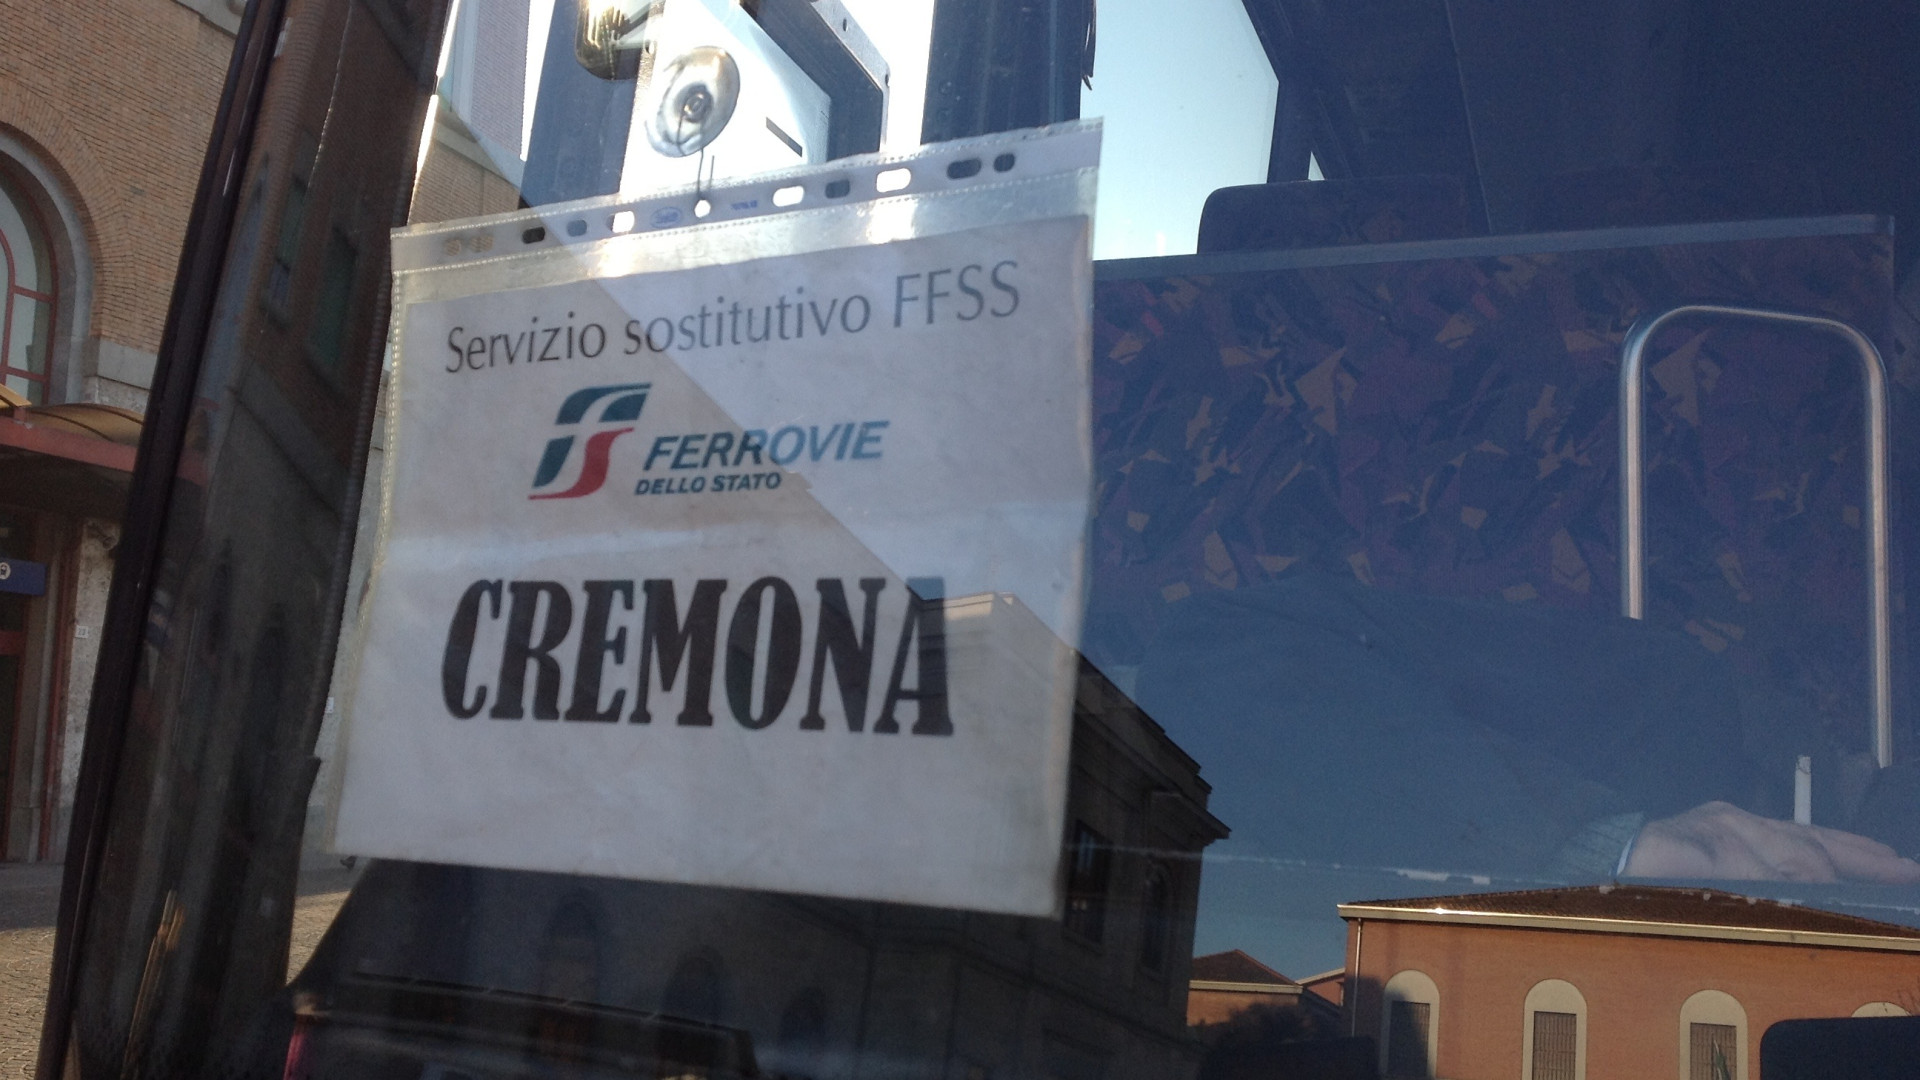 Servizio sostitutivo FFSS
FERROVIE
DELLO STATO
CREMONA